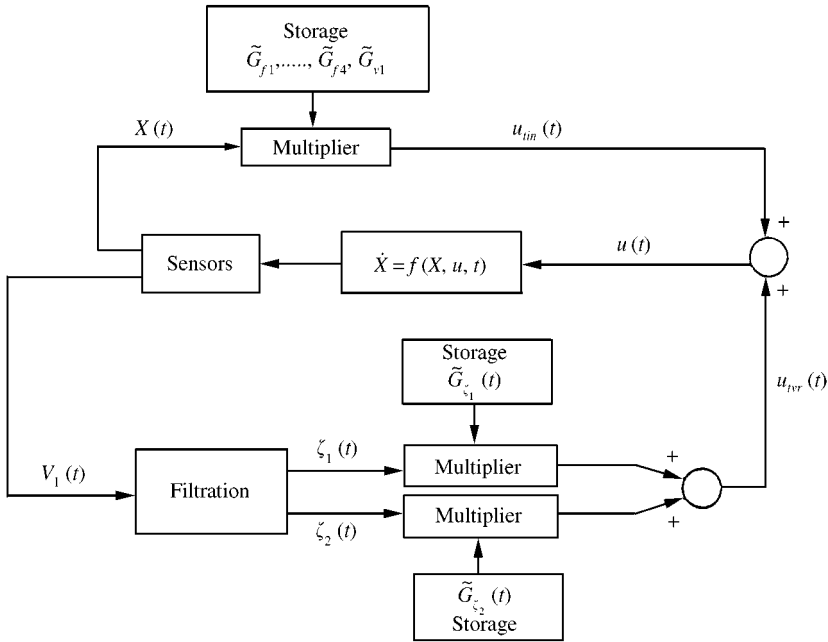 Storage
G̃f1,....., G̃f4, G̃v1
X(t)
utin(t)
Multiplier
+
Sensors
Ẋ = f(X, u, t)
u(t)
+
Storage
G̃ζ1(t)
utvr(t)
ζ1(t)
+
V1(t)
Filtration
Multiplier
Multiplier
ζ2(t)
+
G̃ζ2(t)
Storage